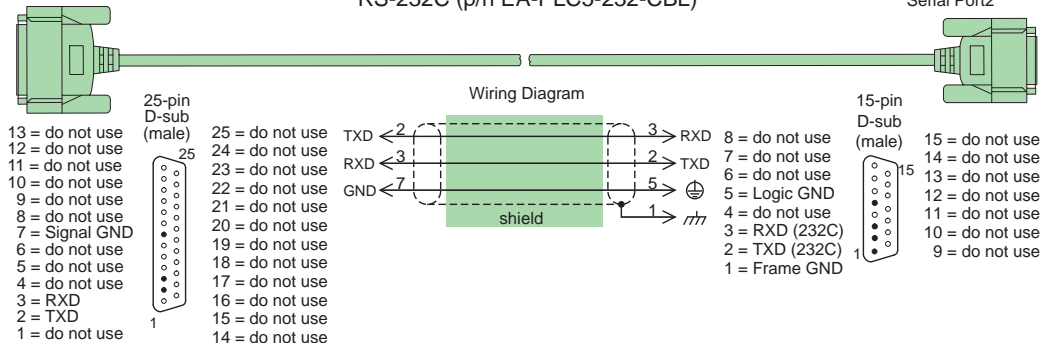 RS-232C (p/n EA-PLC5-232-CBL)
Serial Port2
Wiring Diagram
25-pin
D-sub
(male)
25
1
13 = do not use
12 = do not use
11 = do not use
10 = do not use
9 = do not use
8 = do not use
7 = Signal GND
6 = do not use
5 = do not use
4 = do not use
3 = RXD
2 = TXD
1 = do not use
25 = do not use
24 = do not use
23 = do not use
22 = do not use
21 = do not use
20 = do not use
19 = do not use
18 = do not use
17 = do not use
16 = do not use
15 = do not use
14 = do not use
TXD 2 3 RXD
RXD 3 2 TXD
GND 7 5
1
shield
15-pin
D-sub
(male)
15
1
8 = do not use
7 = do not use
6 = do not use
5 = Logic GND
4 = do not use
3 = RXD (232C)
2 = TXD (232C)
1 = Frame GND
15 = do not use
14 = do not use
13 = do not use
12 = do not use
11 = do not use
10 = do not use
9 = do not use